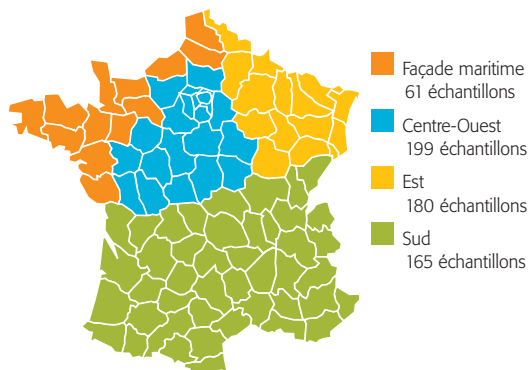 Façade maritime
61 échantillons
Centre-Ouest
199 échantillons
Est
180 échantillons
Sud
165 échantillons